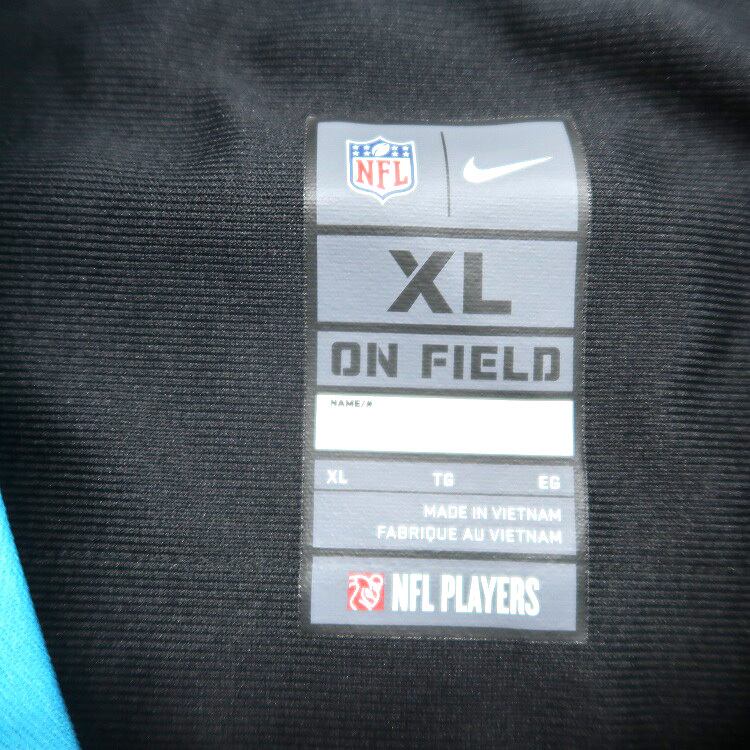 NFL
XL
ON FIELD
NAME/#
XL TG EG
MADE IN VIETNAM
FABRIQUE AU VIETNAM
NFL PLAYERS